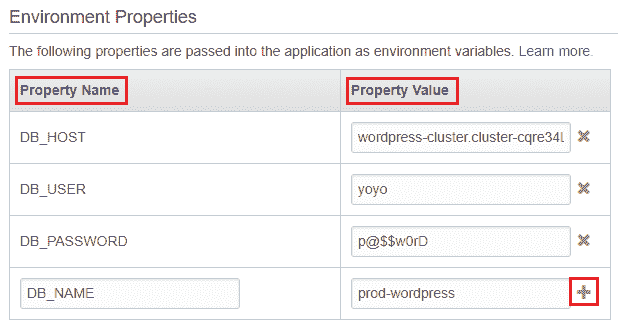 Environment Properties
The following properties are passed into the application as environment variables. Learn more.
Property Name Property Value
DB_HOST wordpress-cluster.cluster-cqre34l
DB_USER yoyo
DB_PASSWORD p@$$w0rD
DB_NAME prod-wordpress